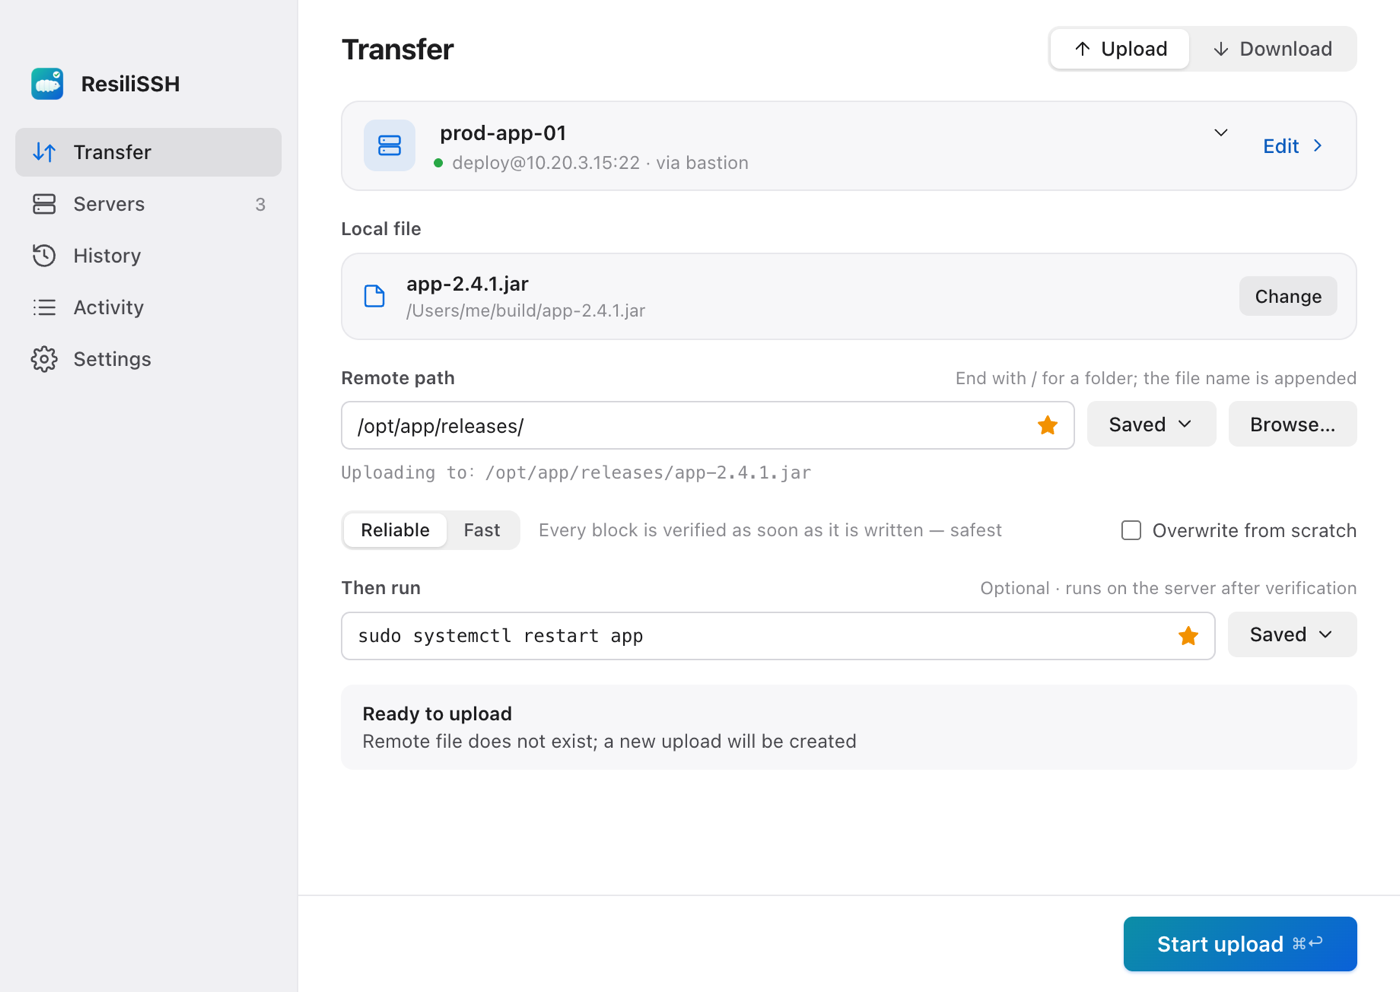 ResiliSSH
Transfer
Servers 3
History
Activity
Settings
Transfer
Upload
Download
prod-app-01
deploy@10.20.3.15:22 · via bastion
Edit
Local file
app-2.4.1.jar
/Users/me/build/app-2.4.1.jar
Change
Remote path
End with / for a folder; the file name is appended
/opt/app/releases/
Saved
Browse...
Uploading to: /opt/app/releases/app-2.4.1.jar
Reliable
Fast
Every block is verified as soon as it is written — safest
Overwrite from scratch
Then run
Optional · runs on the server after verification
sudo systemctl restart app
Saved
Ready to upload
Remote file does not exist; a new upload will be created
Start upload ⌘↩